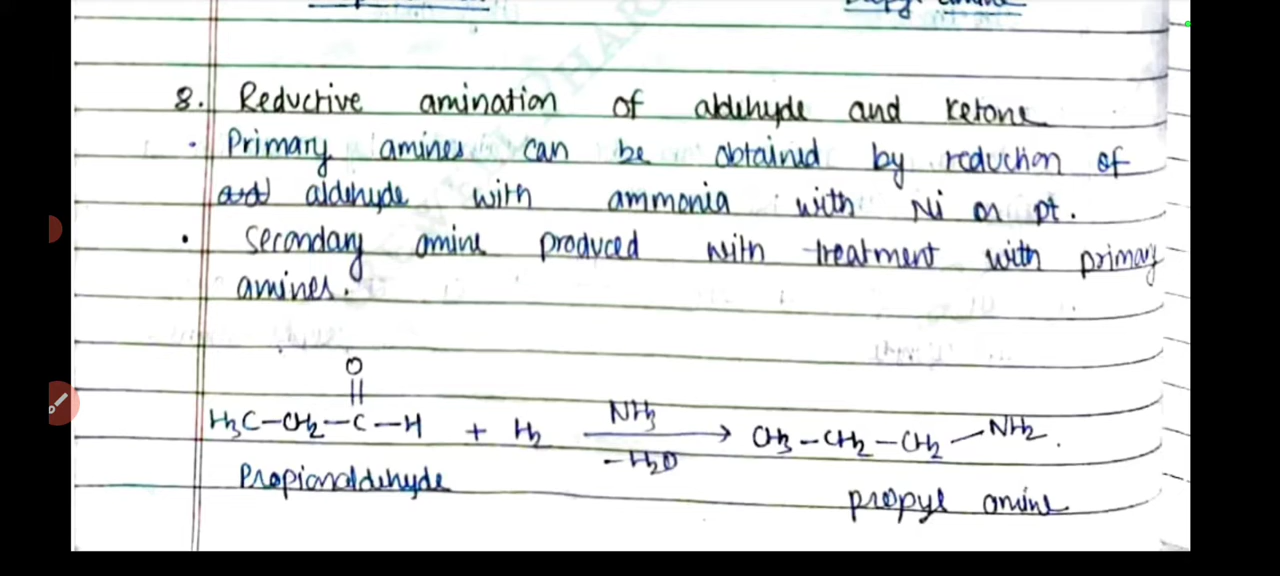 8. Reductive amination of aldehyde and ketone
· Primary amines can be obtained by reduction of
aldehyde with ammonia with Ni or pt.
· Secondary amine produced with treatment with primary
amines.
O
||
H3C-CH2-C-H + H2 NH3 → CH3-CH2-CH2-NH2.
-H2O
Propionaldehyde
propyl amine